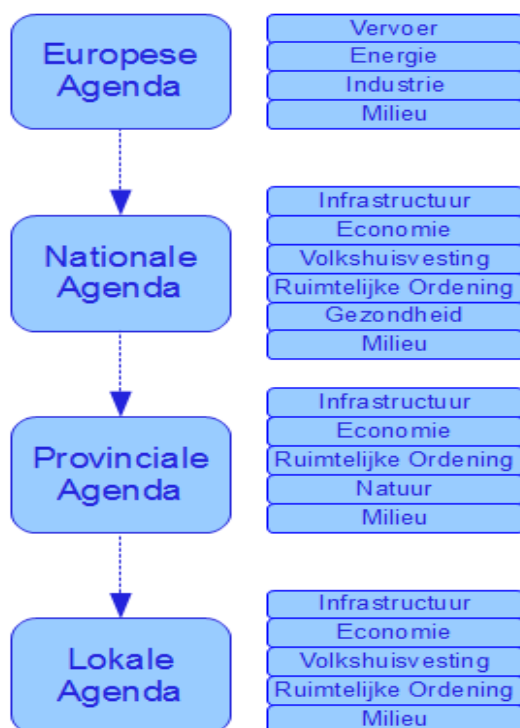 Europese
Agenda
Vervoer
Energie
Industrie
Milieu
Nationale
Agenda
Infrastructuur
Economie
Volkshuisvesting
Ruimtelijke Ordening
Gezondheid
Milieu
Provinciale
Agenda
Infrastructuur
Economie
Ruimtelijke Ordening
Natuur
Milieu
Lokale
Agenda
Infrastructuur
Economie
Volkshuisvesting
Ruimtelijke Ordening
Milieu